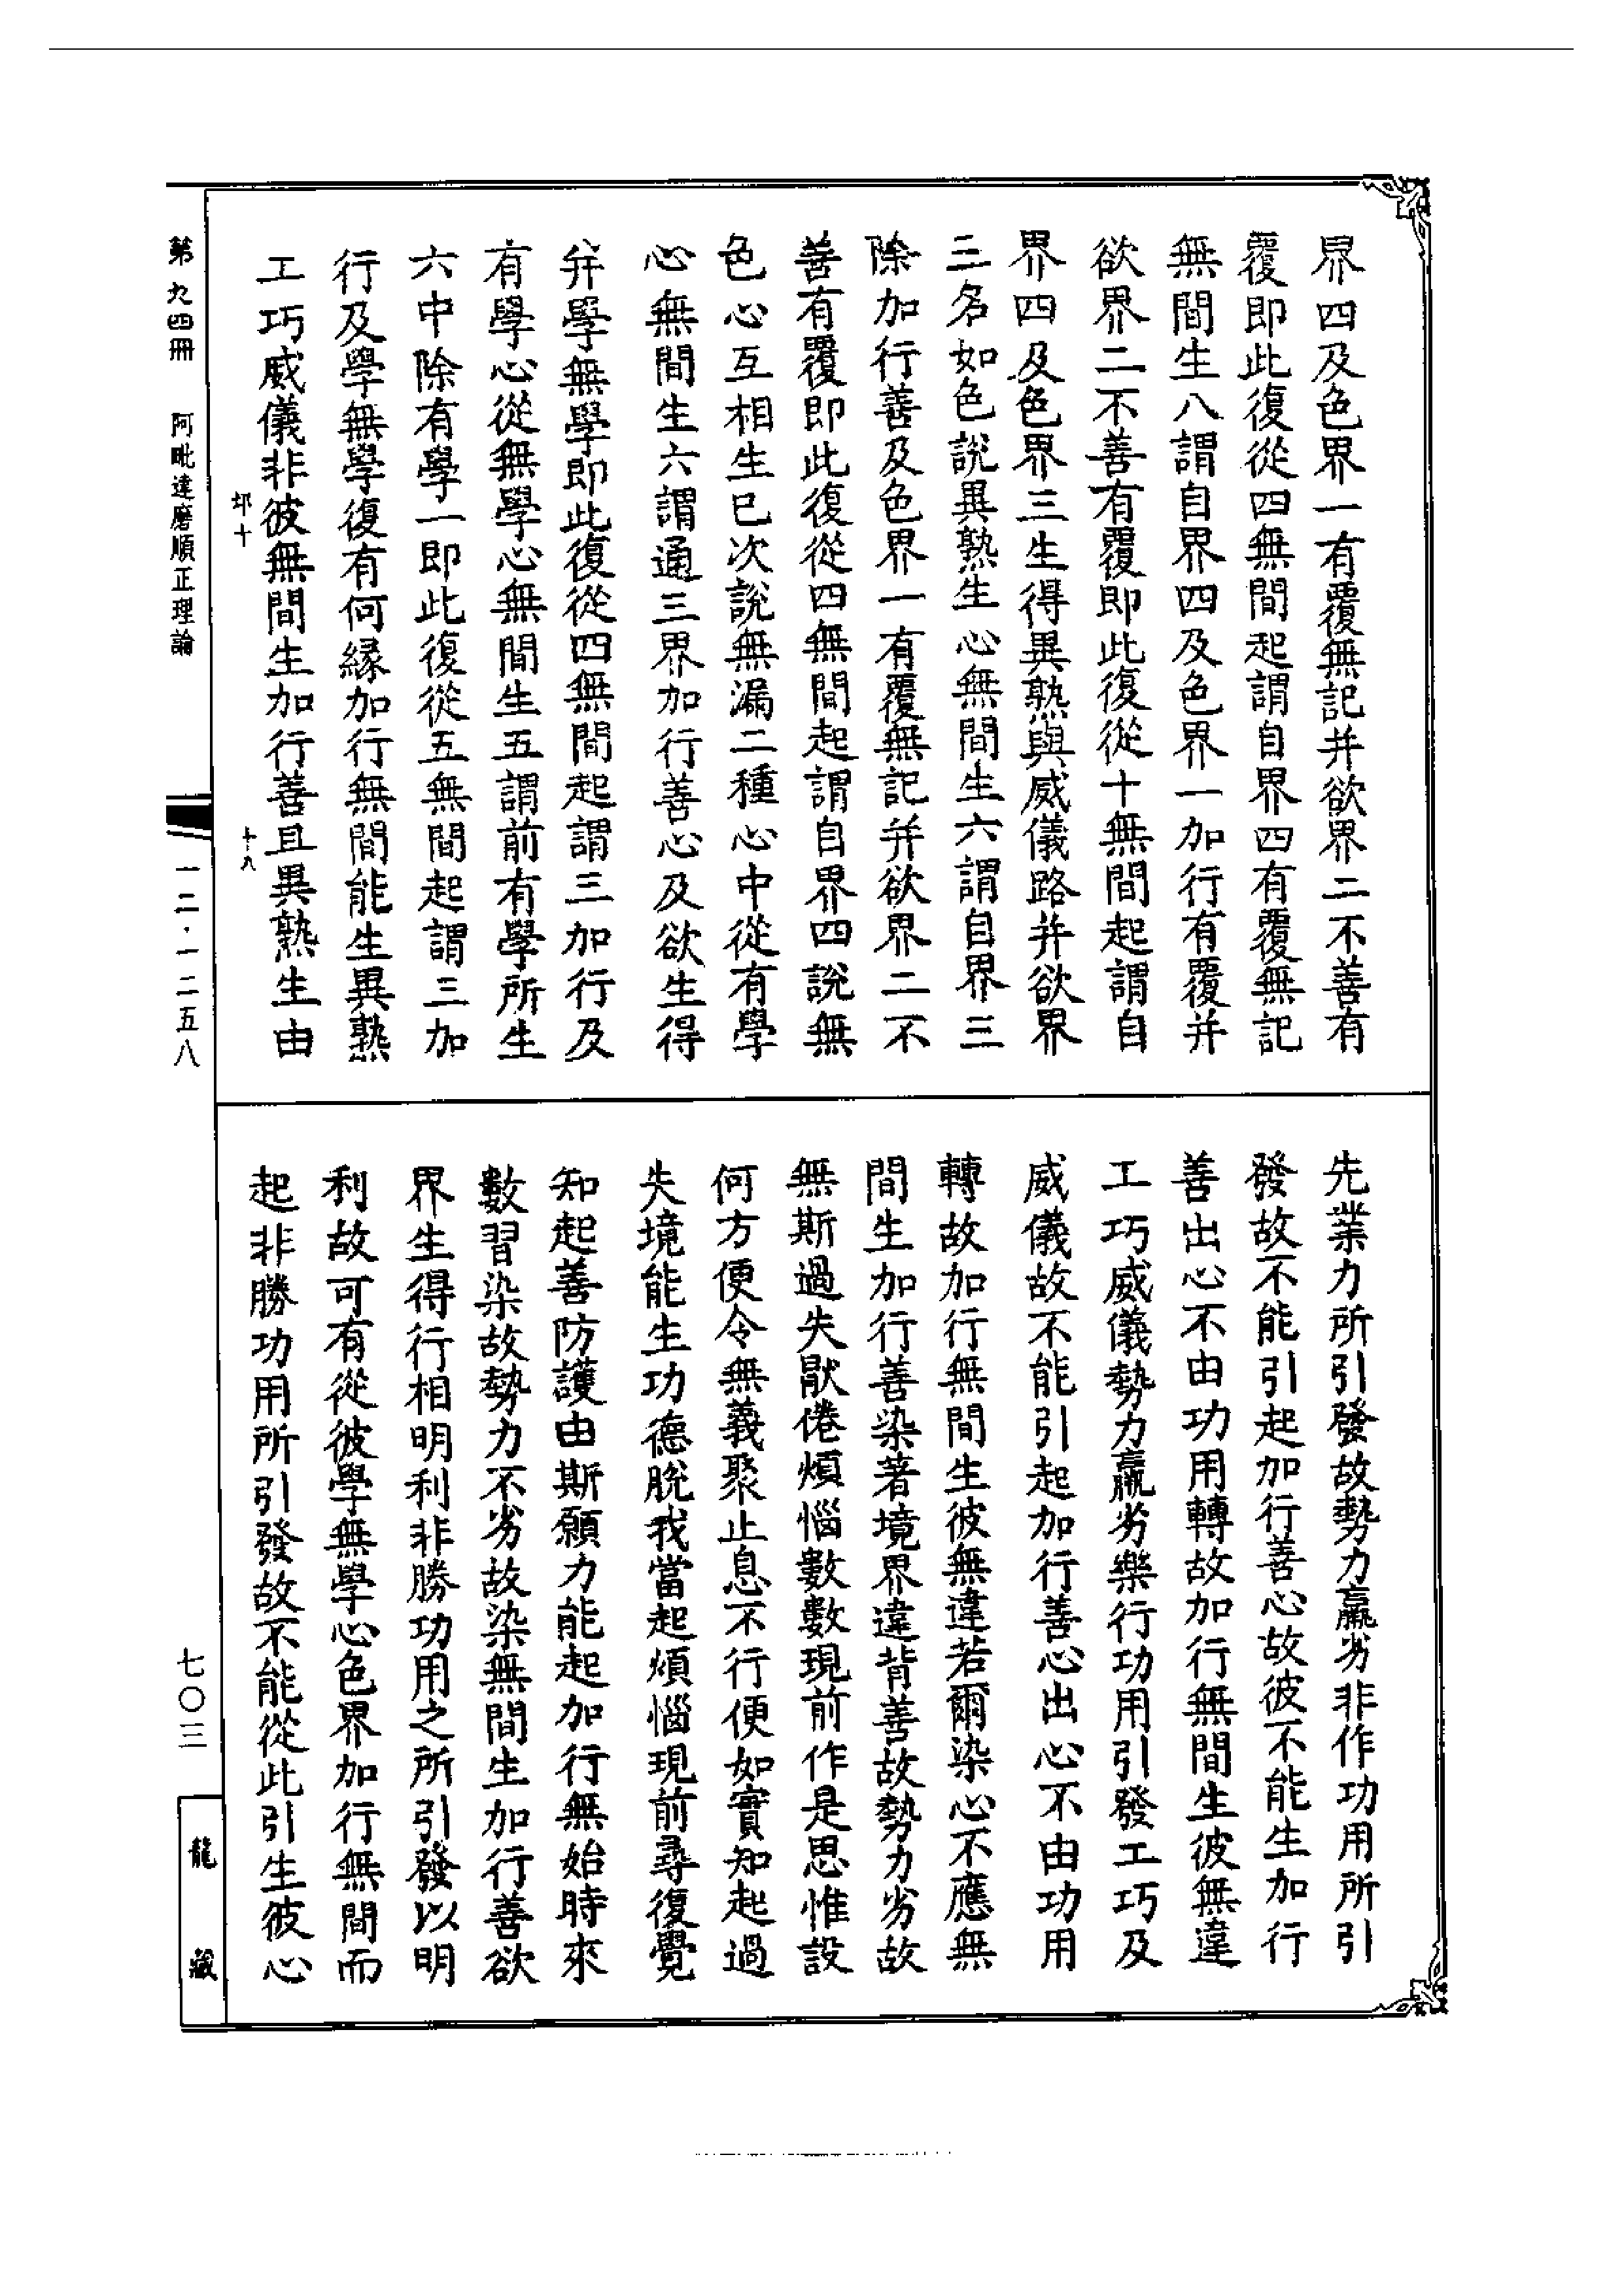 界四及色界一有覆無記并欲界二不善有
覆即此復從四無間起謂自界四有覆無記
無間生八謂自界四及色界一加行有覆并
欲界二不善有覆即此復從十無間起謂自
界四及色界三生得異熟與威儀路并欲界
三名如色說異熟生心無間生六謂自界三
除加行善及色界一有覆無記并欲界二不
善有覆即此復從四無間起謂自界四說無
色心互相生已次說無漏二種心中從有學
心無間生六謂通三界加行善心及欲生得
并學無學即此復從四無間起謂三加行及
有學心從無學心無間生五謂前有學所生
六中除有學一即此復從五無間起謂三加
行及學無學復有何緣加行無間能生異熟
工巧威儀非彼無間生加行善且異熟生由
十八
先業力所引發故勢力羸劣非作功用所引
發故不能引起加行善心故彼不能生加行
善出心不由功用轉故加行無間生彼無違
工巧威儀勢力羸劣樂行功用引發工巧及
威儀故不能引起加行善心出心不由功用
轉故加行無間生彼無違若爾染心不應無
間生加行善染著境界違背善故勢力劣故
無斯過失猒倦煩惱數數現前作是思惟設
何方便令無義聚止息不行便如實知起過
失境能生功德脫我當起煩惱現前尋復覺
知起善防護由斯願力能起加行無始時來
數習染故勢力不劣故染無間生加行善欲
界生得行相明利非勝功用之所引發以明
利故可有從彼學無學心色界加行無間而
起非勝功用所引發故不能從此引生彼心
第九四冊 阿毗達磨順正理論
一二·一二五八
七〇三
龍藏